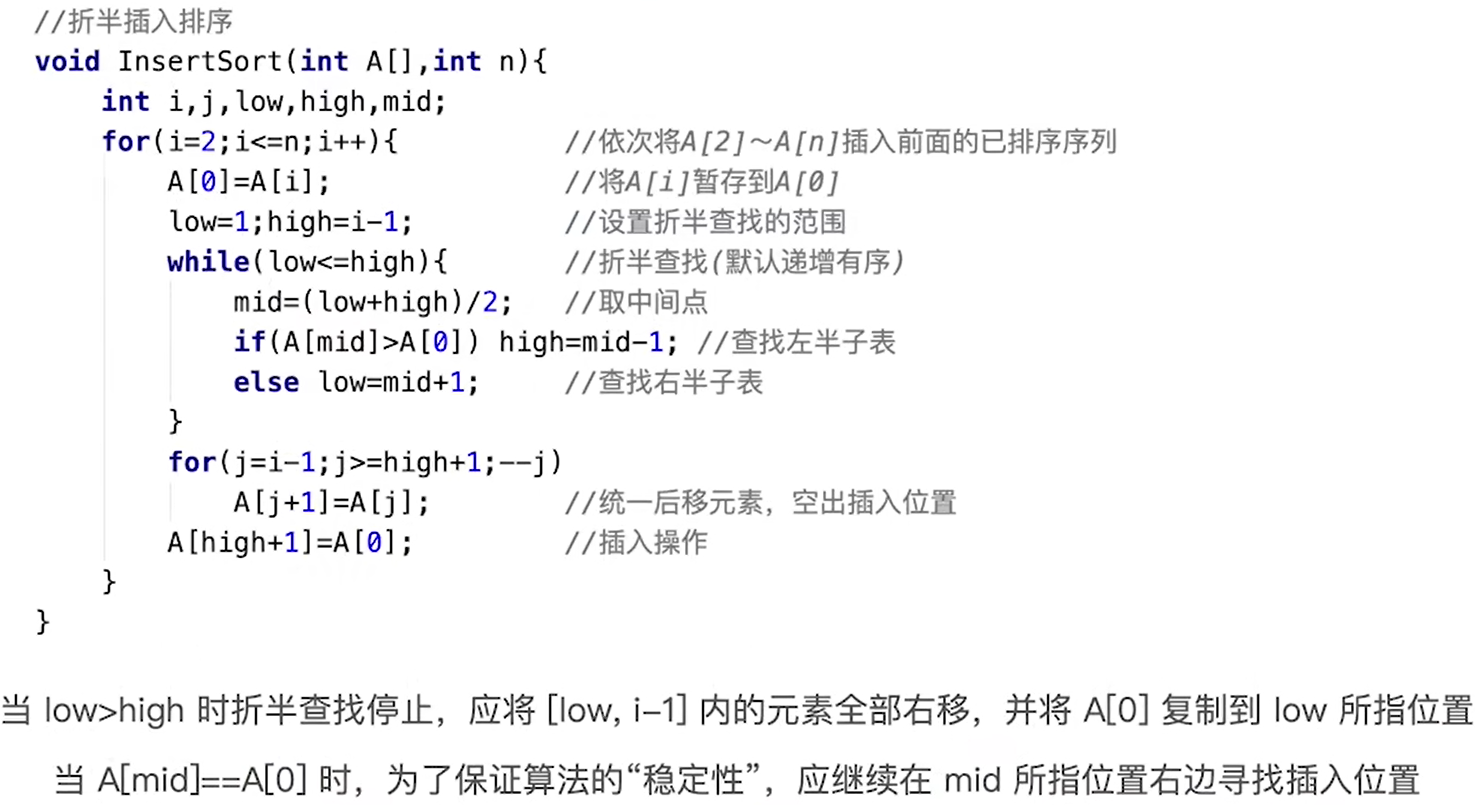 //折半插入排序
void InsertSort(int A[],int n){
    int i,j,low,high,mid;
    for(i=2;i<=n;i++){          //依次将A[2]～A[n]插入前面的已排序序列
        A[0]=A[i];              //将A[i]暂存到A[0]
        low=1;high=i-1;         //设置折半查找的范围
        while(low<=high){       //折半查找(默认递增有序)
            mid=(low+high)/2;   //取中间点
            if(A[mid]>A[0]) high=mid-1; //查找左半子表
            else low=mid+1;     //查找右半子表
        }
        for(j=i-1;j>=high+1;--j)
            A[j+1]=A[j];        //统一后移元素，空出插入位置
        A[high+1]=A[0];         //插入操作
    }
}
当 low>high 时折半查找停止，应将 [low, i-1] 内的元素全部右移，并将 A[0] 复制到 low 所指位置
当 A[mid]==A[0] 时，为了保证算法的“稳定性”，应继续在 mid 所指位置右边寻找插入位置